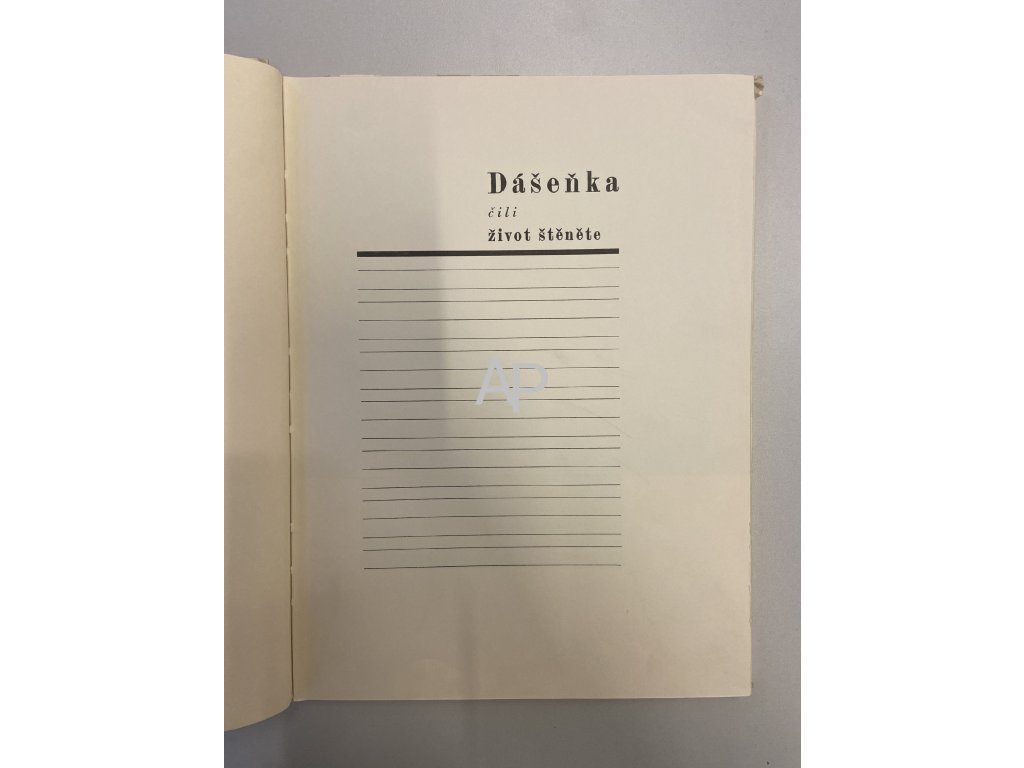 Dášeňka
čili
život štěněte
AP